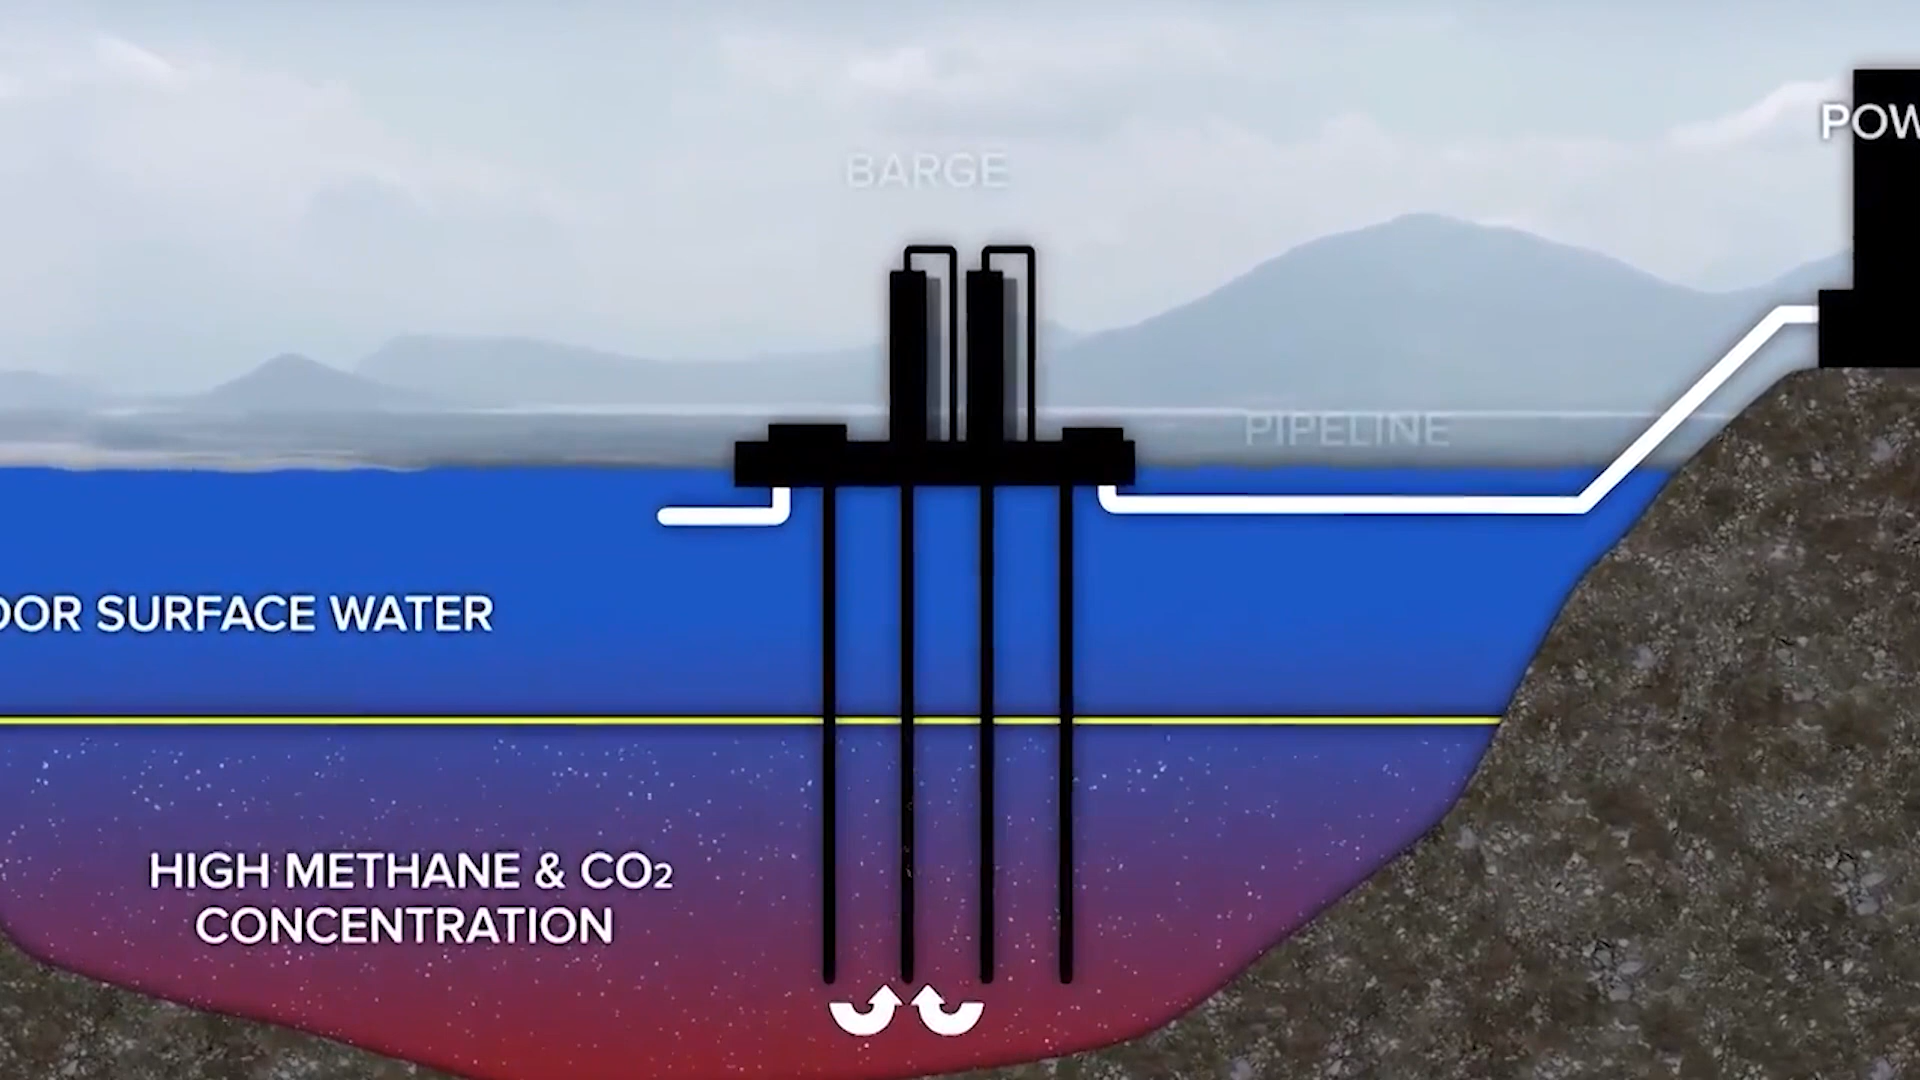 POW
BARGE
PIPELINE
OOR SURFACE WATER
HIGH METHANE & CO₂
CONCENTRATION